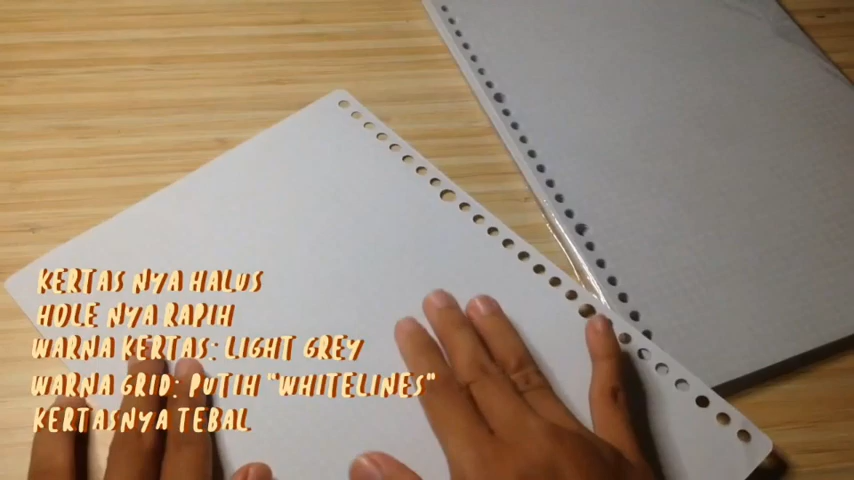 KERTAS NYA HALUS
HOLE NYA RAPIH
WARNA KERTAS: LIGHT GREY
WARNA GRID: PUTIH "WHITELINES"
KERTASNYA TEBAL